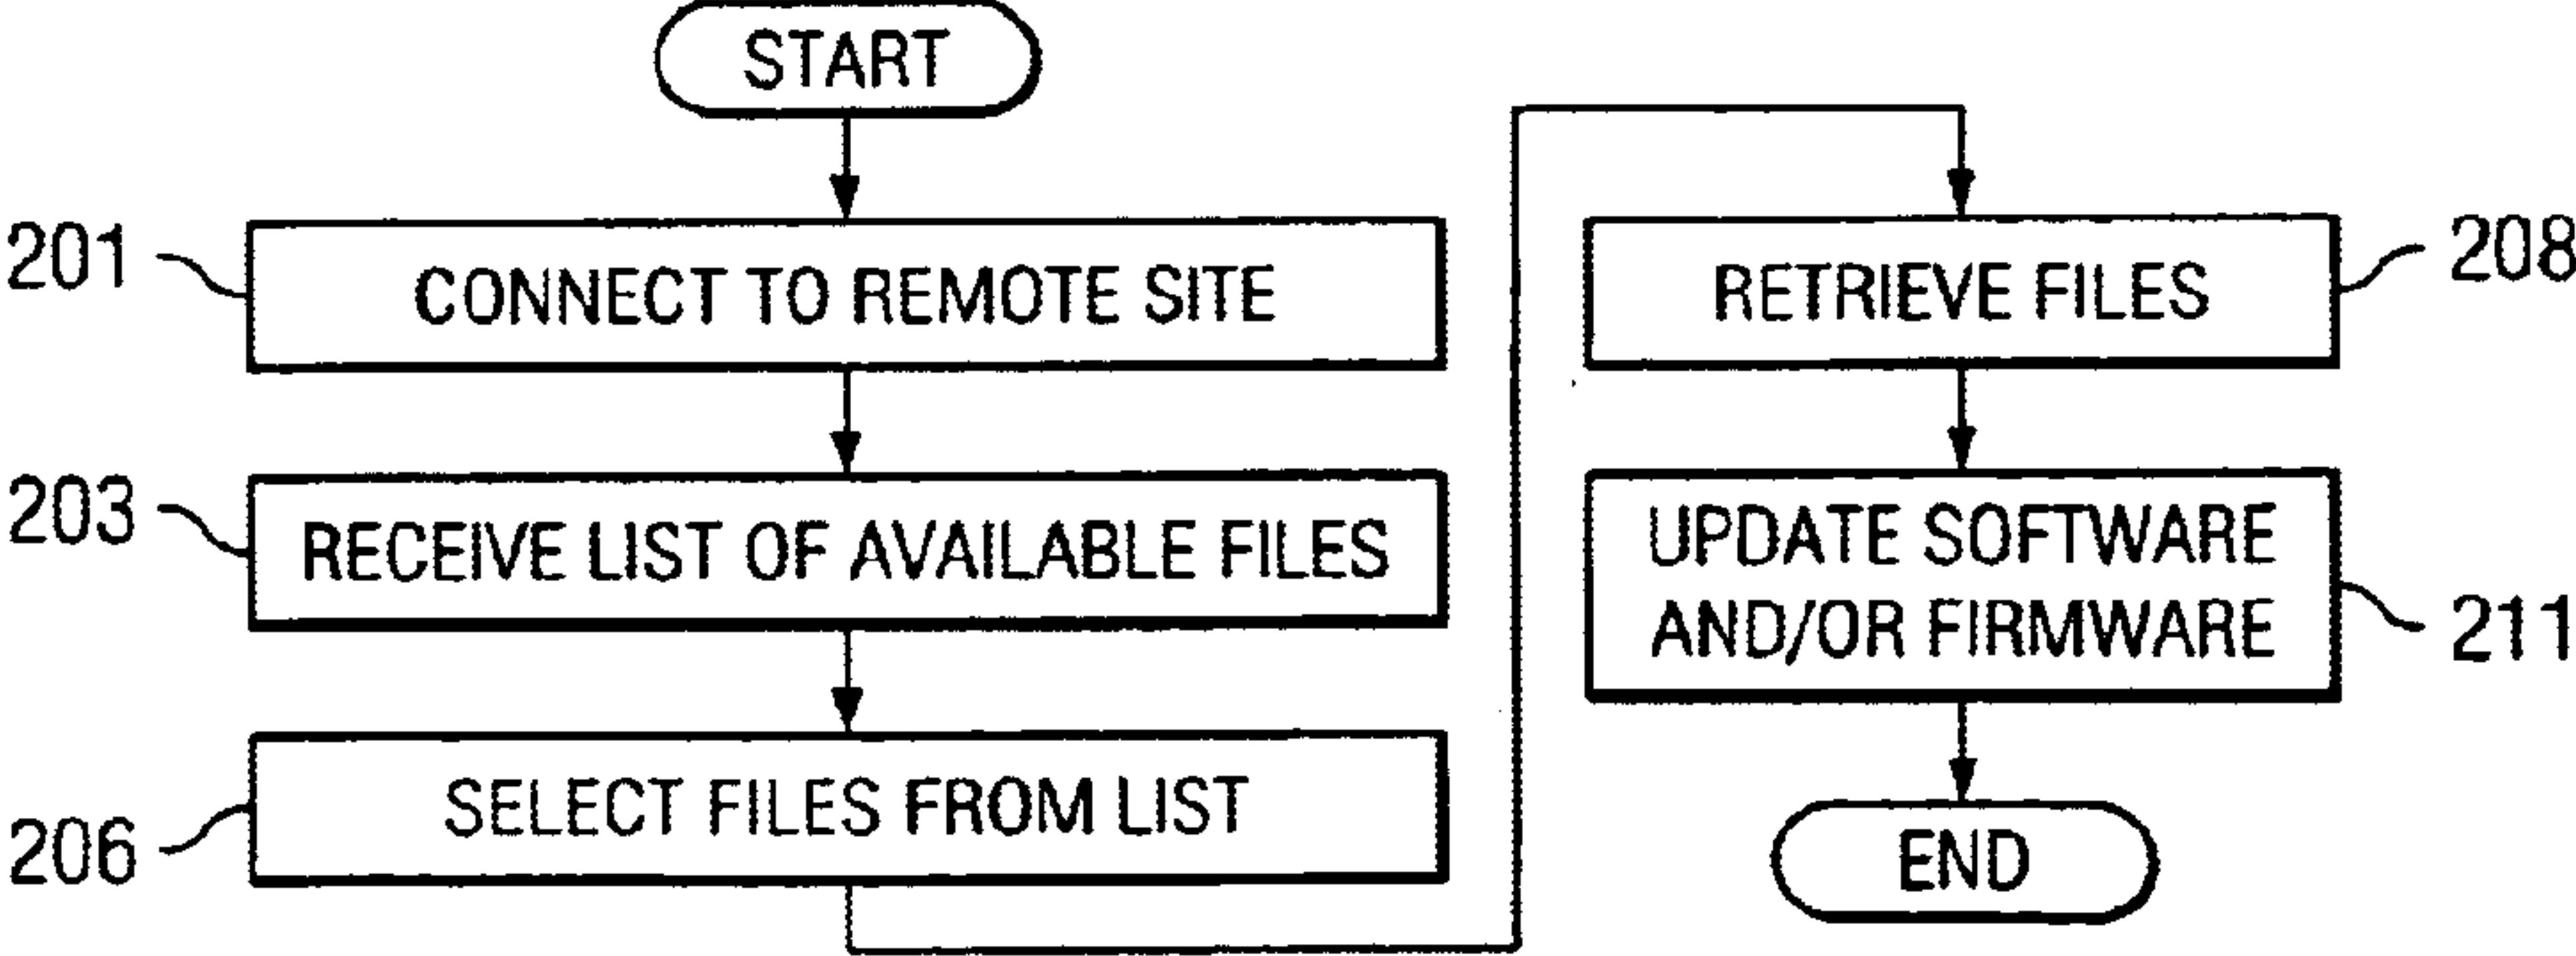 START
201
CONNECT TO REMOTE SITE
203
RECEIVE LIST OF AVAILABLE FILES
206
SELECT FILES FROM LIST
RETRIEVE FILES
208
UPDATE SOFTWARE
AND/OR FIRMWARE
211
END